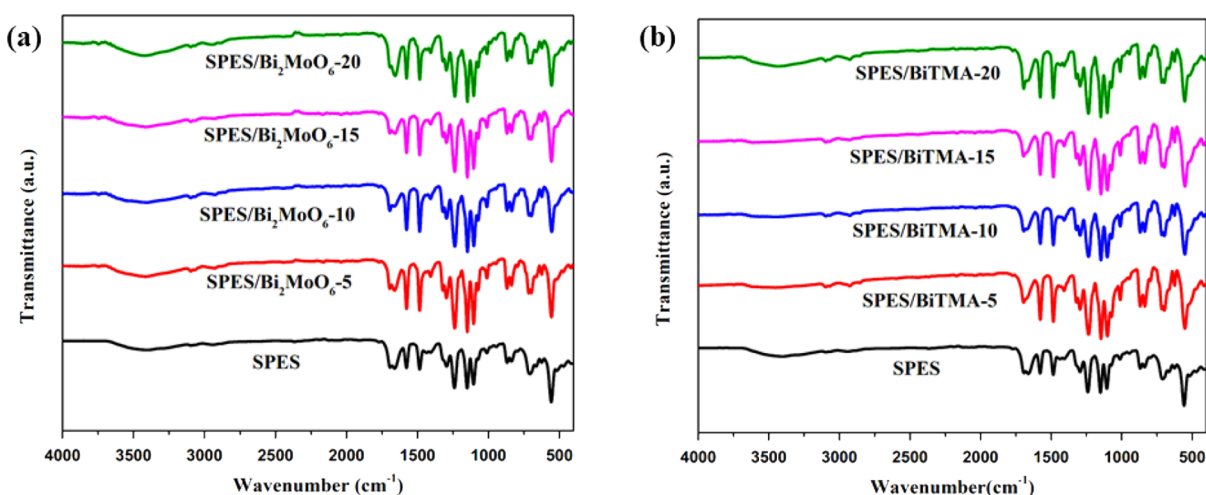 (a)
SPES/Bi₂MoO₆-20
SPES/Bi₂MoO₆-15
SPES/Bi₂MoO₆-10
SPES/Bi₂MoO₆-5
SPES
Transmittance (a.u.)
4000 3500 3000 2500 2000 1500 1000 500
Wavenumber (cm⁻¹)
(b)
SPES/BiTMA-20
SPES/BiTMA-15
SPES/BiTMA-10
SPES/BiTMA-5
SPES
Transmittance (a.u.)
4000 3500 3000 2500 2000 1500 1000 500
Wavenumber(cm⁻¹)